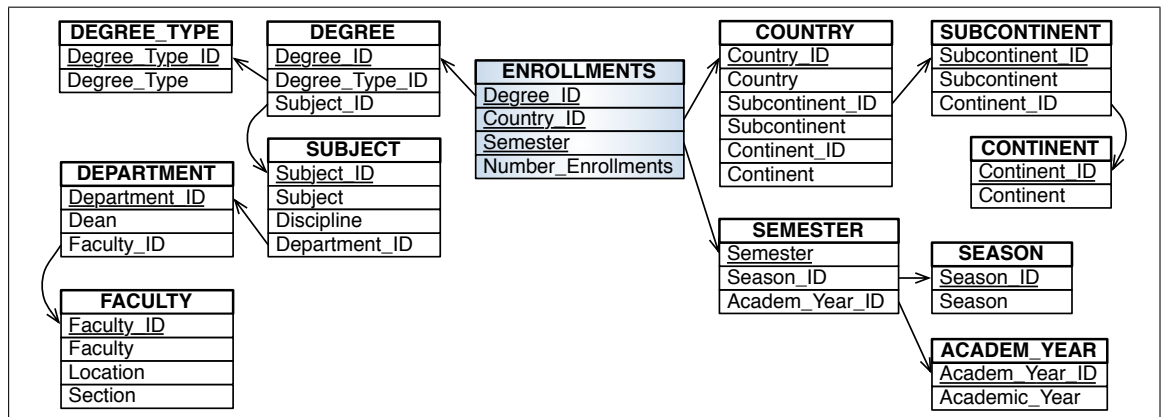 DEGREE_TYPE
Degree_Type_ID
Degree_Type
DEGREE
Degree_ID
Degree_Type_ID
Subject_ID
ENROLLMENTS
Degree_ID
Country_ID
Semester
Number_Enrollments
COUNTRY
Country_ID
Country
Subcontinent_ID
Subcontinent
Continent_ID
Continent
SUBCONTINENT
Subcontinent_ID
Subcontinent
Continent_ID
CONTINENT
Continent_ID
Continent
DEPARTMENT
Department_ID
Dean
Faculty_ID
SUBJECT
Subject_ID
Subject
Discipline
Department_ID
FACULTY
Faculty_ID
Faculty
Location
Section
SEMESTER
Semester
Season_ID
Academ_Year_ID
SEASON
Season_ID
Season
ACADEM_YEAR
Academ_Year_ID
Academic_Year